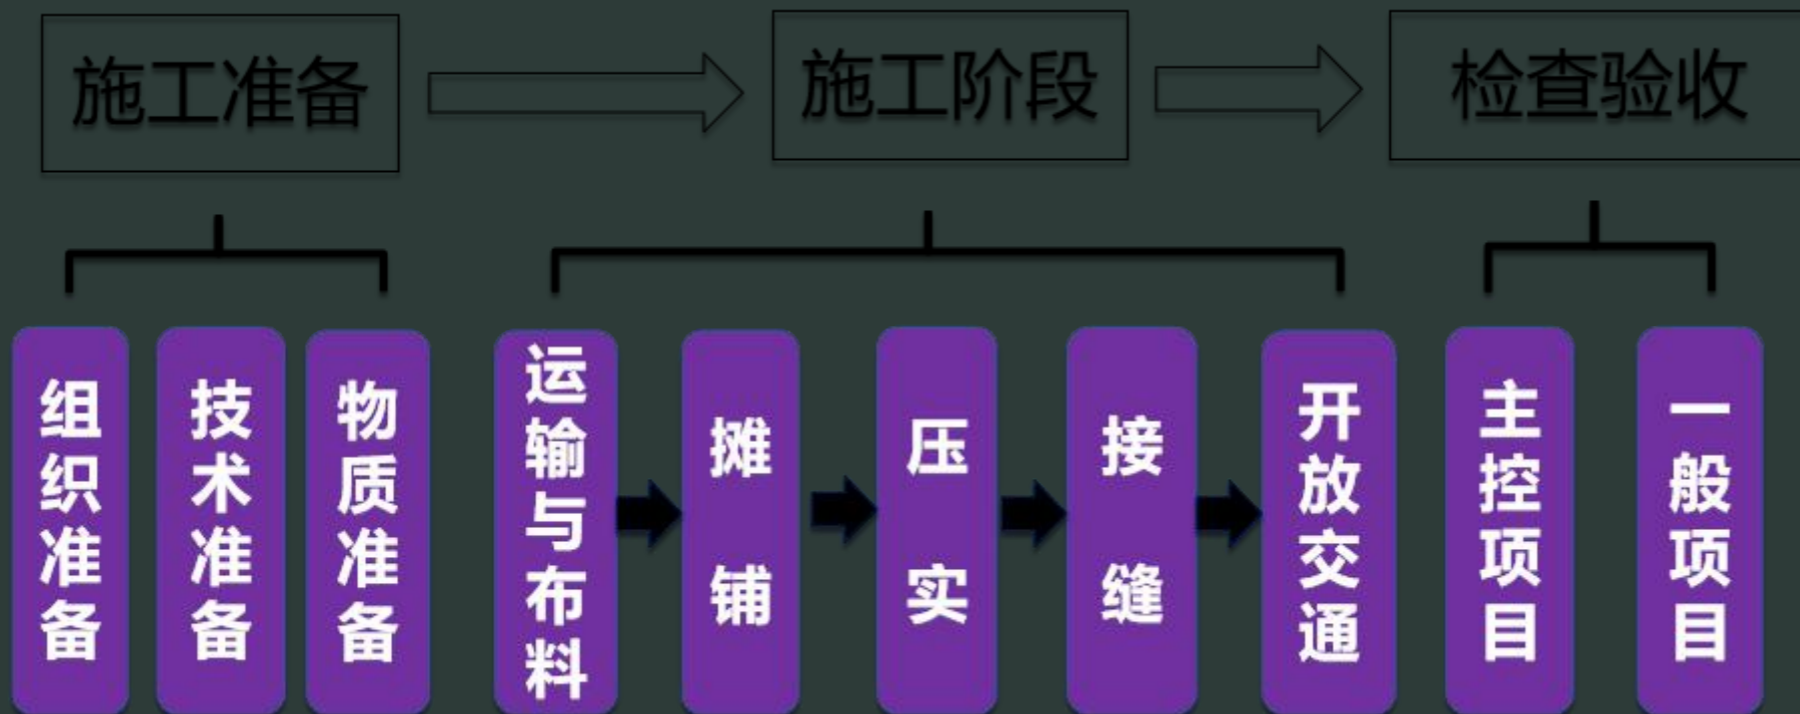 施工准备
施工阶段
检查验收
组织准备
技术准备
物质准备
运输与布料
摊铺
压实
接缝
开放交通
主控项目
一般项目